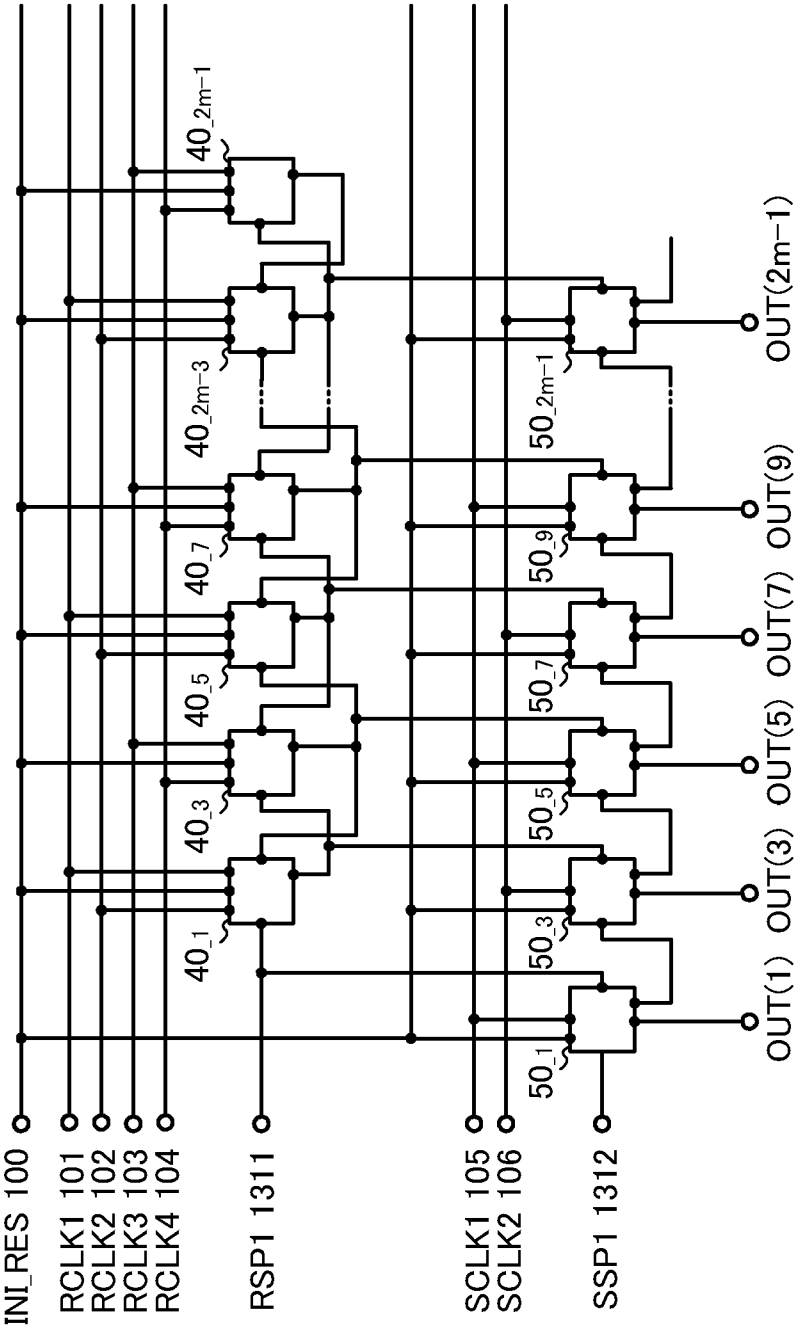 INI_RES 100
RCLK1 101
RCLK2 102
RCLK3 103
RCLK4 104
RSP1 1311
SCLK1 105
SCLK2 106
SSP1 1312
40_1
40_3
40_5
40_7
40_2m-3
40_2m-1
50_1
50_3
50_5
50_7
50_9
50_2m-1
OUT(1)
OUT(3)
OUT(5)
OUT(7)
OUT(9)
OUT(2m-1)